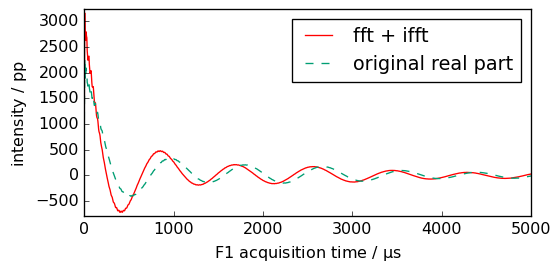 3000
2500
2000
1500
1000
500
0
−500
intensity / pp
fft + ifft
original real part
0 1000 2000 3000 4000 5000
F1 acquisition time / μs